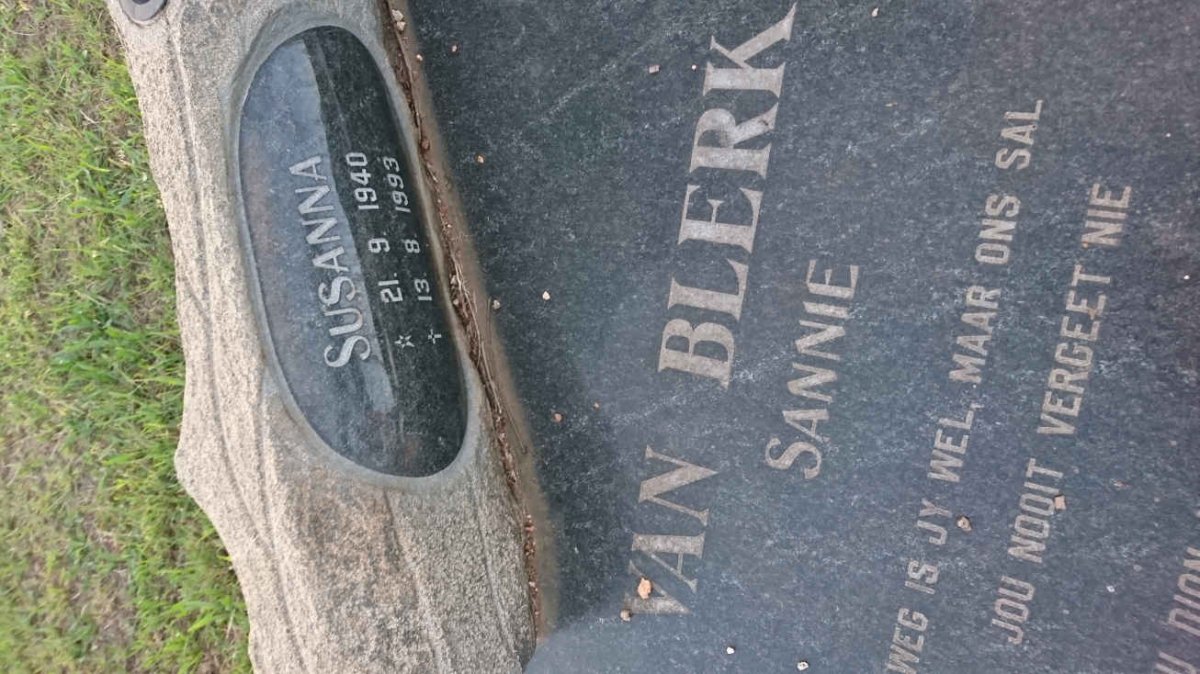 SUSANNA
☆ 21. 9. 1940
✢ 13 8 1993
VAN BLERK
SANNIE
WEG IS JY WEL, MAAR ONS SAL
JOU NOOIT VERGEET NIE